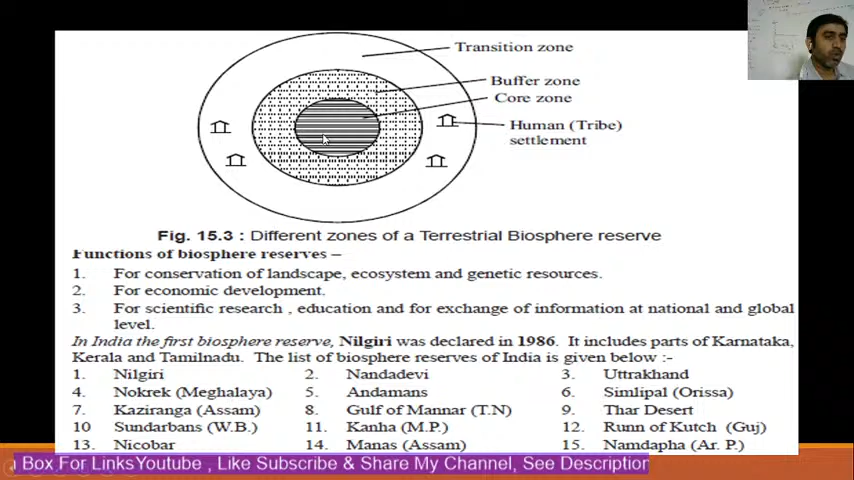 Transition zone
Buffer zone
Core zone
Human (Tribe)
settlement
Fig. 15.3 : Different zones of a Terrestrial Biosphere reserve
Functions of biosphere reserves –
1. For conservation of landscape, ecosystem and genetic resources.
2. For economic development.
3. For scientific research , education and for exchange of information at national and global
level.
In India the first biosphere reserve, Nilgiri was declared in 1986. It includes parts of Karnataka,
Kerala and Tamilnadu. The list of biosphere reserves of India is given below :-
1. Nilgiri 2. Nandadevi 3. Uttrakhand
4. Nokrek (Meghalaya) 5. Andamans 6. Simlipal (Orissa)
7. Kaziranga (Assam) 8. Gulf of Mannar (T.N) 9. Thar Desert
10 Sundarbans (W.B.) 11. Kanha (M.P.) 12. Runn of Kutch (Guj)
13. Nicobar 14. Manas (Assam) 15. Namdapha (Ar. P.)
Box For LinksYoutube , Like Subscribe & Share My Channel, See Description